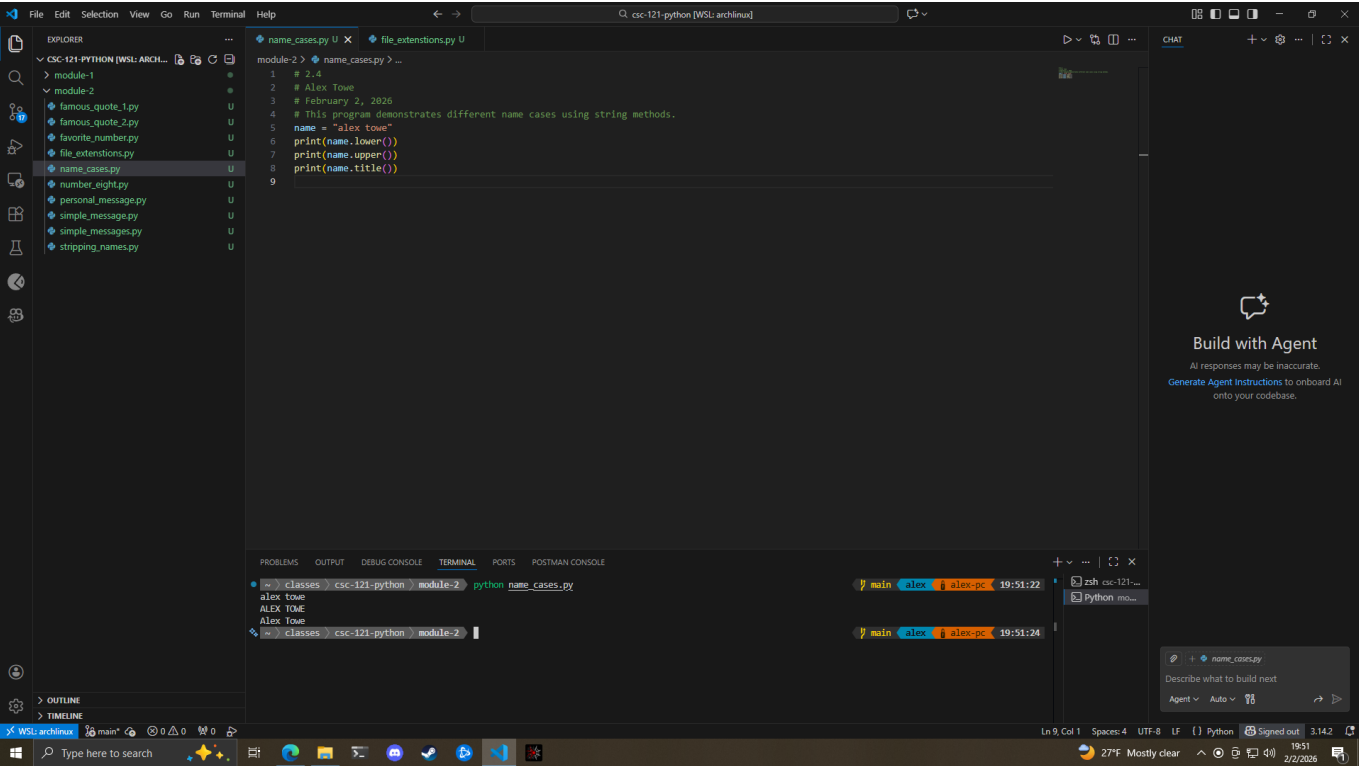 File Edit Selection View Go Run Terminal Help
csc-121-python [WSL: archlinux]
EXPLORER
CSC-121-PYTHON [WSL: ARCH...
module-1
module-2
famous_quote_1.py U
famous_quote_2.py U
favorite_number.py U
file_extenstions.py U
name_cases.py U
number_eight.py U
personal_message.py U
simple_message.py U
simple_messages.py U
stripping_names.py U
17
OUTLINE
TIMELINE
name_cases.py U
file_extenstions.py U
module-2 > name_cases.py > ...
1 # 2.4
2 # Alex Towe
3 # February 2, 2026
4 # This program demonstrates different name cases using string methods.
5 name = "alex towe"
6 print(name.lower())
7 print(name.upper())
8 print(name.title())
9
PROBLEMS OUTPUT DEBUG CONSOLE TERMINAL PORTS POSTMAN CONSOLE
~ classes csc-121-python module-2 python name_cases.py main alex alex-pc 19:51:22
alex towe
ALEX TOWE
Alex Towe
~ classes csc-121-python module-2 main alex alex-pc 19:51:24
zsh csc-121-...
Python mo...
CHAT
Build with Agent
AI responses may be inaccurate.
Generate Agent Instructions to onboard AI
onto your codebase.
+ name_cases.py
Describe what to build next
Agent Auto
WSL: archlinux main* 0 0 0 Ln 9, Col 1 Spaces: 4 UTF-8 LF { } Python Signed out 3.14.2
Type here to search
27°F Mostly clear
19:51
2/2/2026
1